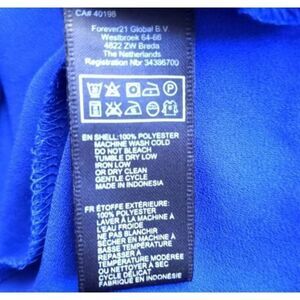 CA# 40198
Forever21 Global B.V.
Westbroek 64-66
4822 ZW Breda
The Netherlands
Registration Nbr 34386700
EN SHELL: 100% POLYESTER
MACHINE WASH COLD
DO NOT BLEACH
TUMBLE DRY LOW
IRON LOW
OR DRY CLEAN
GENTLE CYCLE
MADE IN INDONESIA
FR ÉTOFFE EXTÉRIEURE:
100% POLYESTER
LAVER À LA MACHINE À
L'EAU FROIDE
NE PAS BLANCHIR
SÉCHER EN MACHINE À
BASSE TEMPÉRATURE
REPASSER À
TEMPÉRATURE MODÉRÉE
OU NETTOYER À SEC
CYCLE DÉLICAT
FABRIQUÉ EN INDONÉSIE